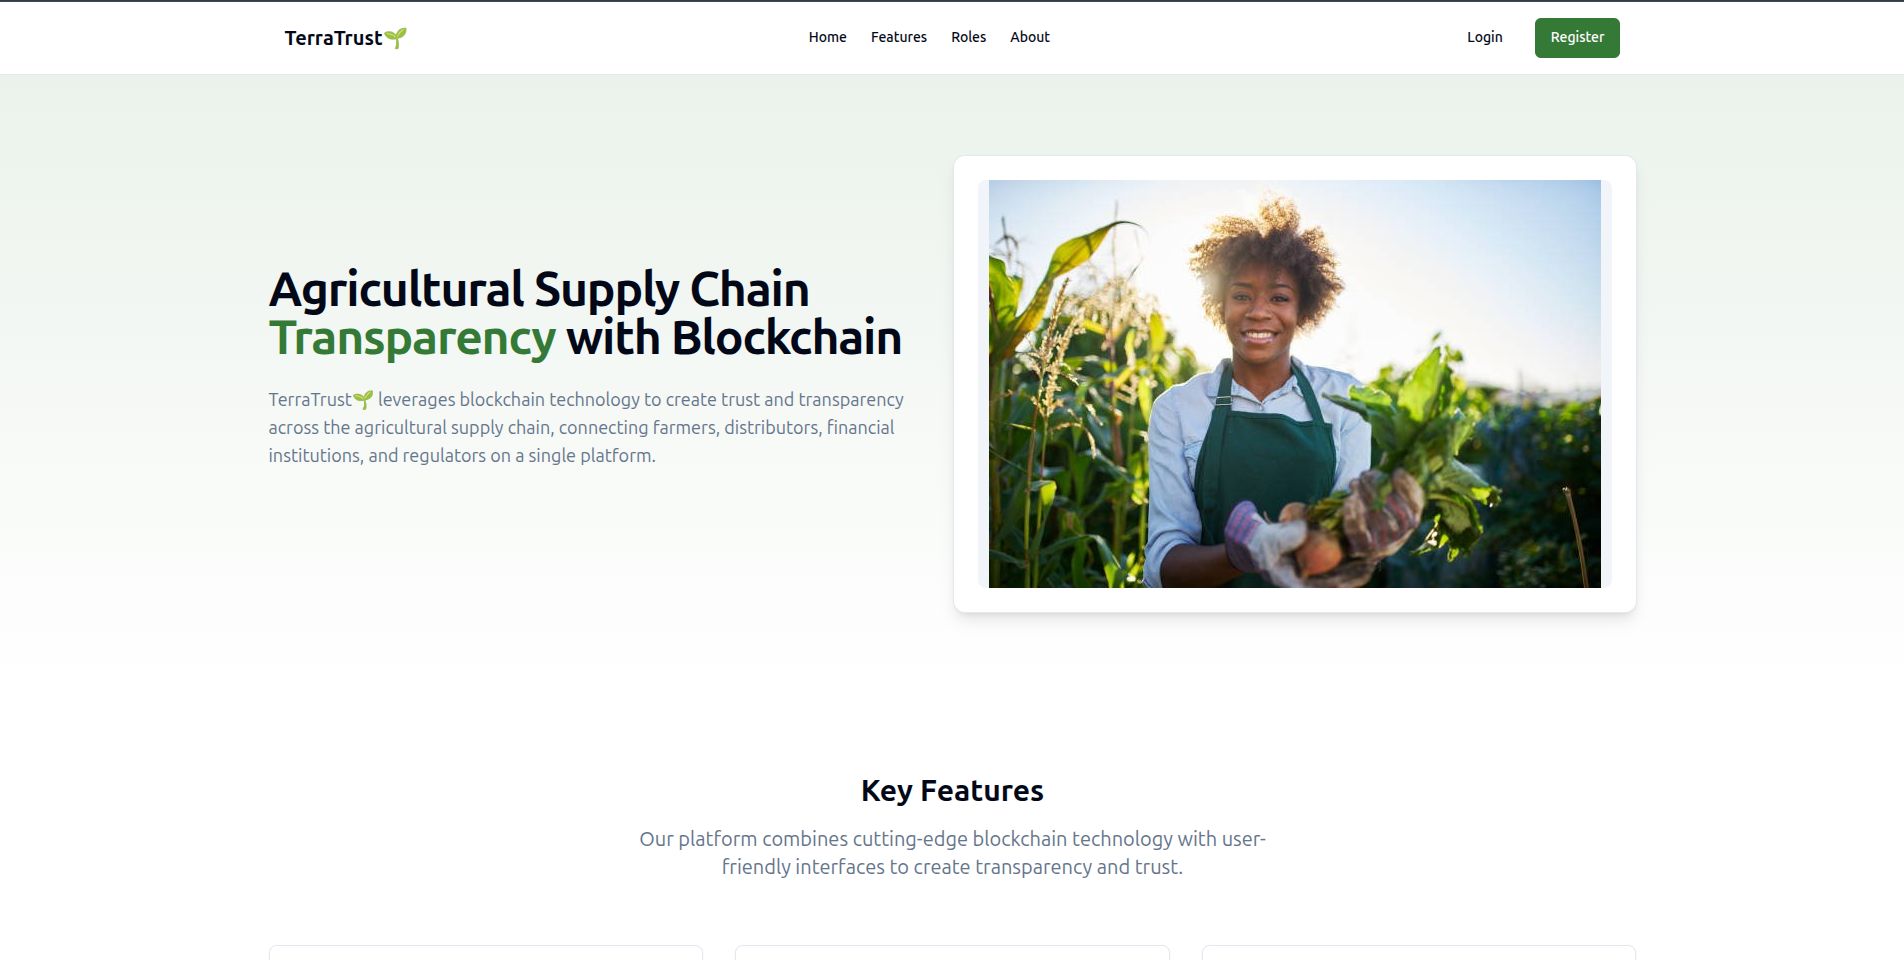 TerraTrust🌱
Home Features Roles About
Login Register
Agricultural Supply Chain
Transparency with Blockchain
TerraTrust🌱 leverages blockchain technology to create trust and transparency
across the agricultural supply chain, connecting farmers, distributors, financial
institutions, and regulators on a single platform.
Key Features
Our platform combines cutting-edge blockchain technology with user-
friendly interfaces to create transparency and trust.